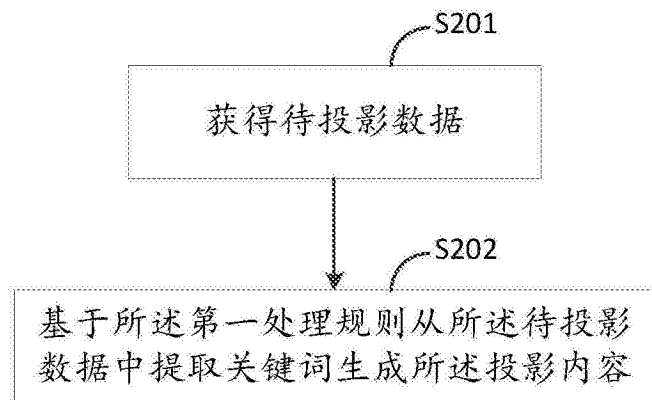 S201
获得待投影数据
S202
基于所述第一处理规则从所述待投影
数据中提取关键词生成所述投影内容